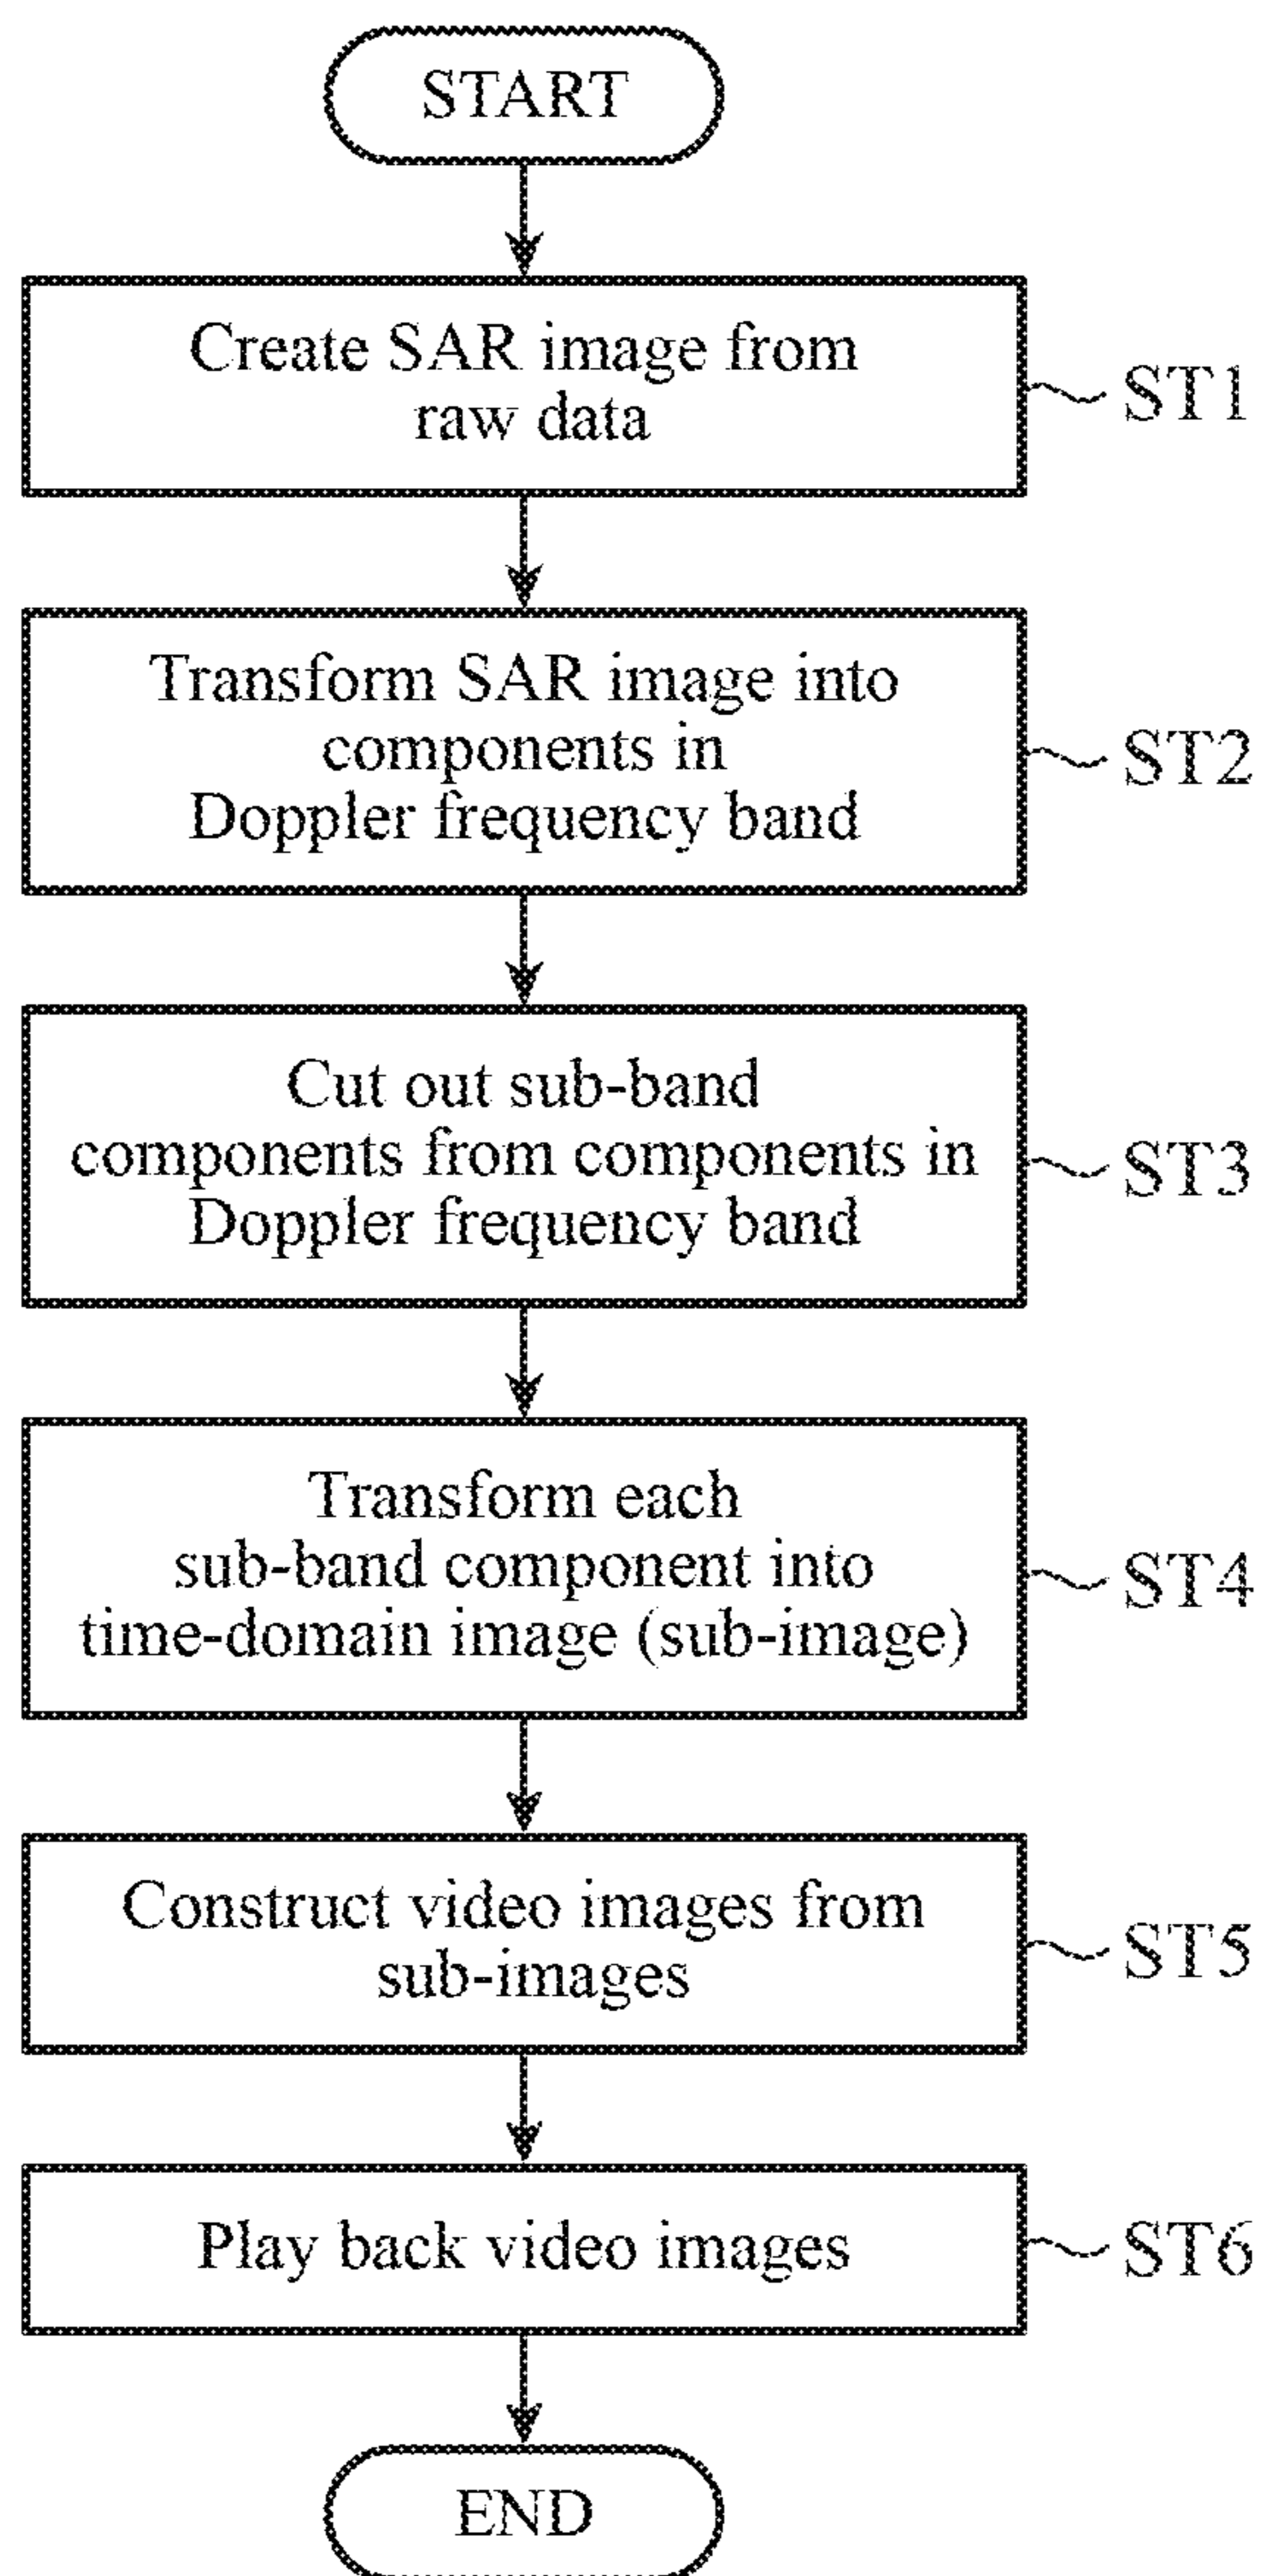 START
Create SAR image from
raw data
ST1
Transform SAR image into
components in
Doppler frequency band
ST2
Cut out sub-band
components from components in
Doppler frequency band
ST3
Transform each
sub-band component into
time-domain image (sub-image)
ST4
Construct video images from
sub-images
ST5
Play back video images
ST6
END